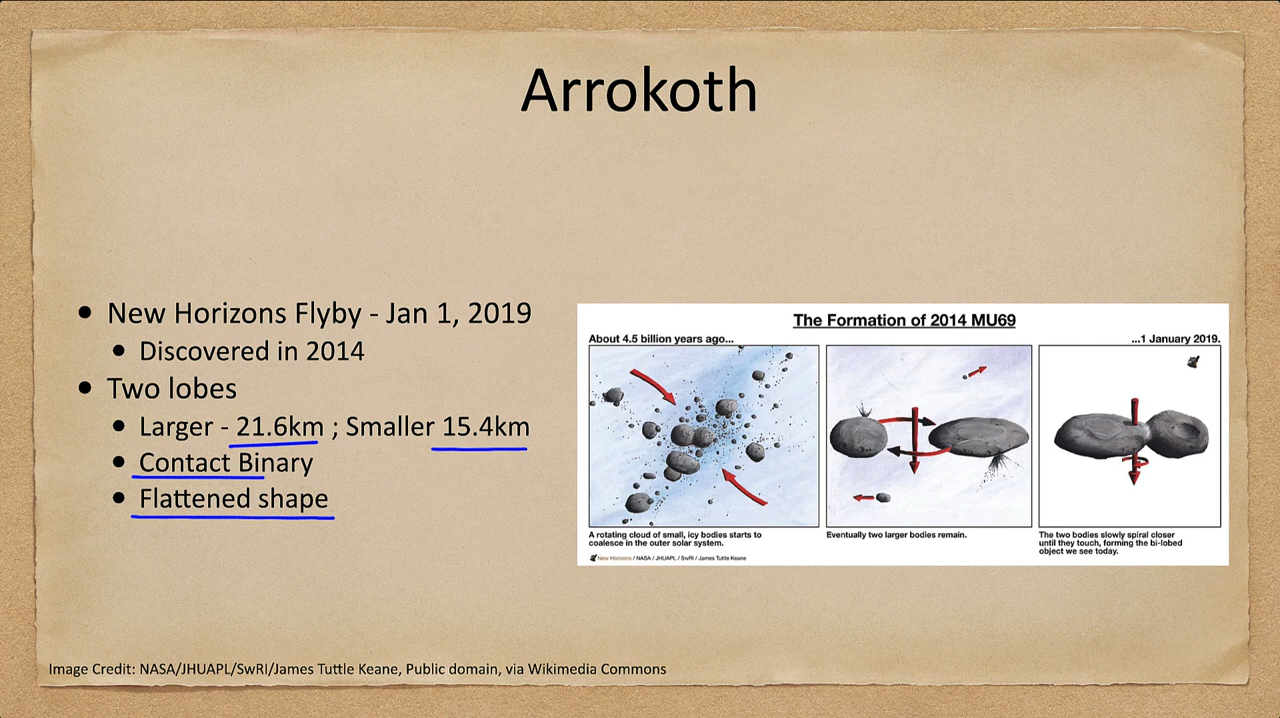 Arrokoth
• New Horizons Flyby - Jan 1, 2019
• Discovered in 2014
• Two lobes
• Larger - 21.6km ; Smaller 15.4km
• Contact Binary
• Flattened shape
The Formation of 2014 MU69
About 4.5 billion years ago...
...1 January 2019.
A rotating cloud of small, icy bodies starts to
coalesce in the outer solar system.
Eventually two larger bodies remain.
The two bodies slowly spiral closer
until they touch, forming the bi-lobed
object we see today.
New Horizons / NASA / JHUAPL / SwRI / James Tuttle Keane
Image Credit: NASA/JHUAPL/SwRI/James Tuttle Keane, Public domain, via Wikimedia Commons